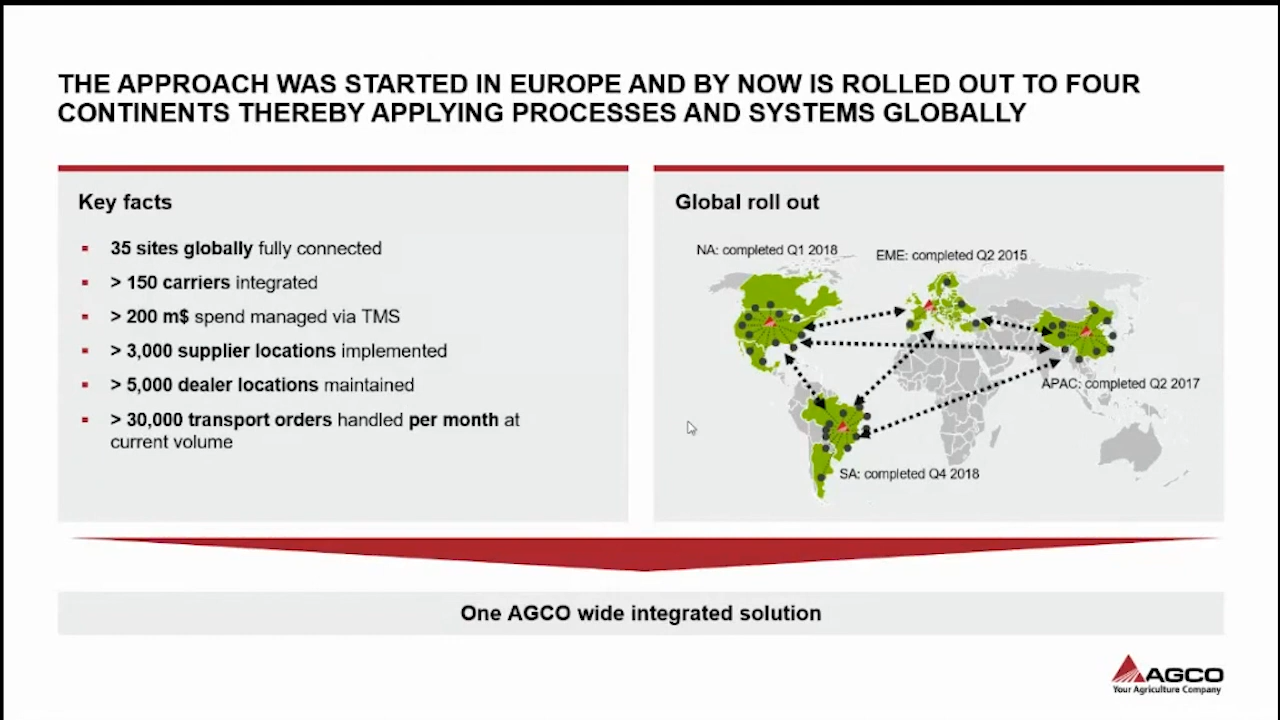 THE APPROACH WAS STARTED IN EUROPE AND BY NOW IS ROLLED OUT TO FOUR
CONTINENTS THEREBY APPLYING PROCESSES AND SYSTEMS GLOBALLY
Key facts
35 sites globally fully connected
> 150 carriers integrated
> 200 m$ spend managed via TMS
> 3,000 supplier locations implemented
> 5,000 dealer locations maintained
> 30,000 transport orders handled per month at
current volume
Global roll out
NA: completed Q1 2018
EME: completed Q2 2015
APAC: completed Q2 2017
SA: completed Q4 2018
One AGCO wide integrated solution
AGCO
Your Agriculture Company